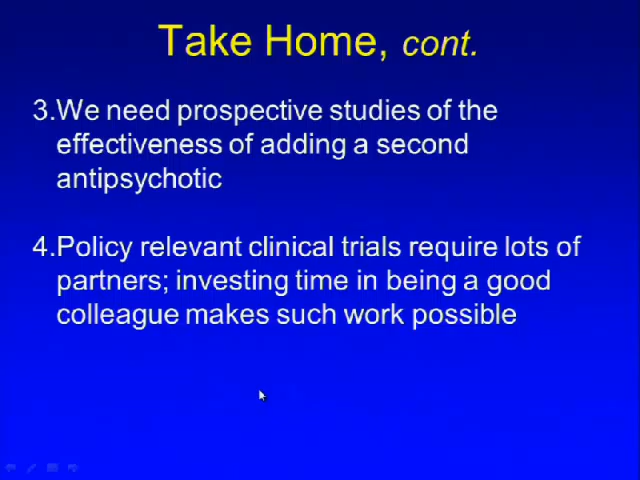 Take Home, cont.
3.We need prospective studies of the
effectiveness of adding a second
antipsychotic
4.Policy relevant clinical trials require lots of
partners; investing time in being a good
colleague makes such work possible